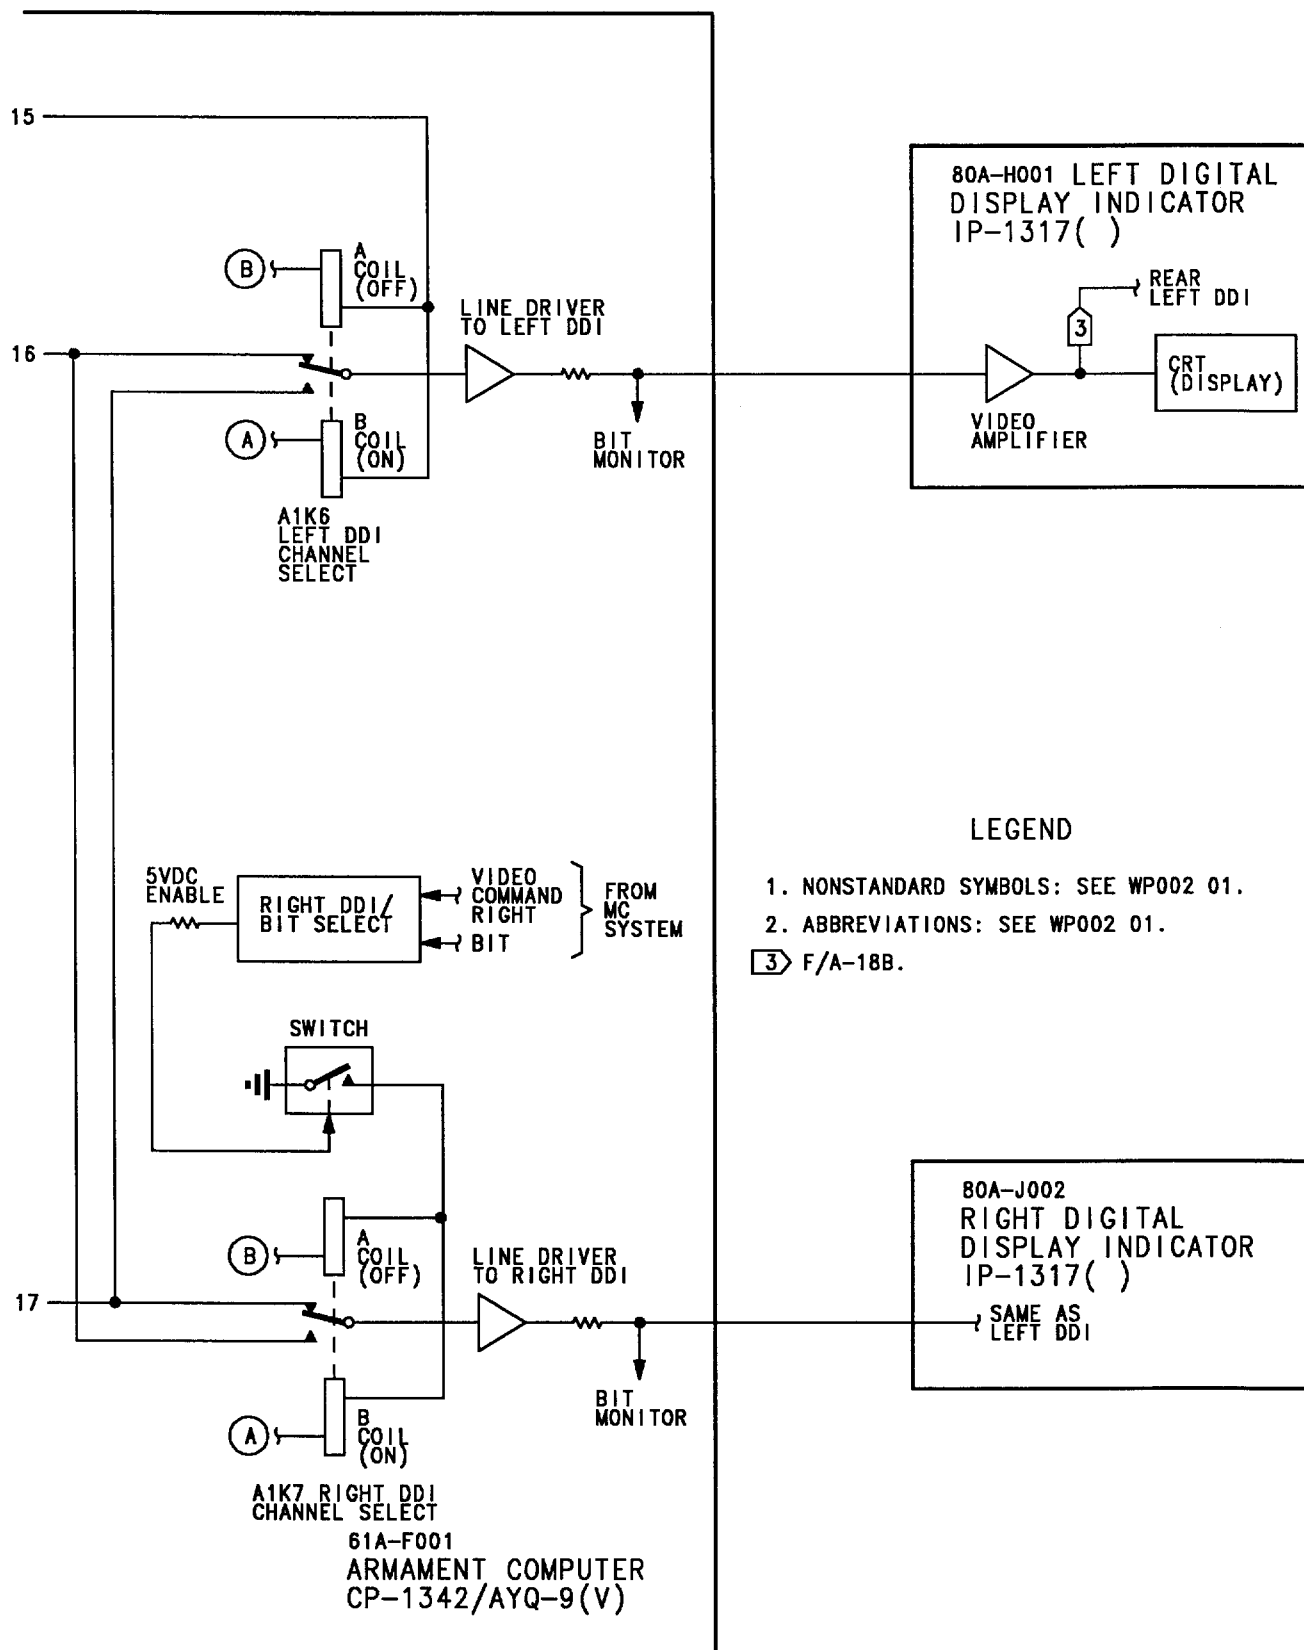 15
80A-H001 LEFT DIGITAL
DISPLAY INDICATOR
IP-1317( )
B
A
COIL
(OFF)
REAR
LEFT DDI
LINE DRIVER
TO LEFT DDI
3
16
CRT
(DISPLAY)
A
B
COIL
(ON)
BIT
MONITOR
VIDEO
AMPLIFIER
A1K6
LEFT DDI
CHANNEL
SELECT
LEGEND
1. NONSTANDARD SYMBOLS: SEE WP002 01.
2. ABBREVIATIONS: SEE WP002 01.
3 F/A-18B.
5VDC
ENABLE
RIGHT DDI/
BIT SELECT
VIDEO
COMMAND
RIGHT
BIT
FROM
MC
SYSTEM
SWITCH
80A-J002
RIGHT DIGITAL
DISPLAY INDICATOR
IP-1317( )
SAME AS
LEFT DDI
B
A
COIL
(OFF)
LINE DRIVER
TO RIGHT DDI
17
A
B
COIL
(ON)
BIT
MONITOR
A1K7 RIGHT DDI
CHANNEL SELECT
61A-F001
ARMAMENT COMPUTER
CP-1342/AYQ-9(V)